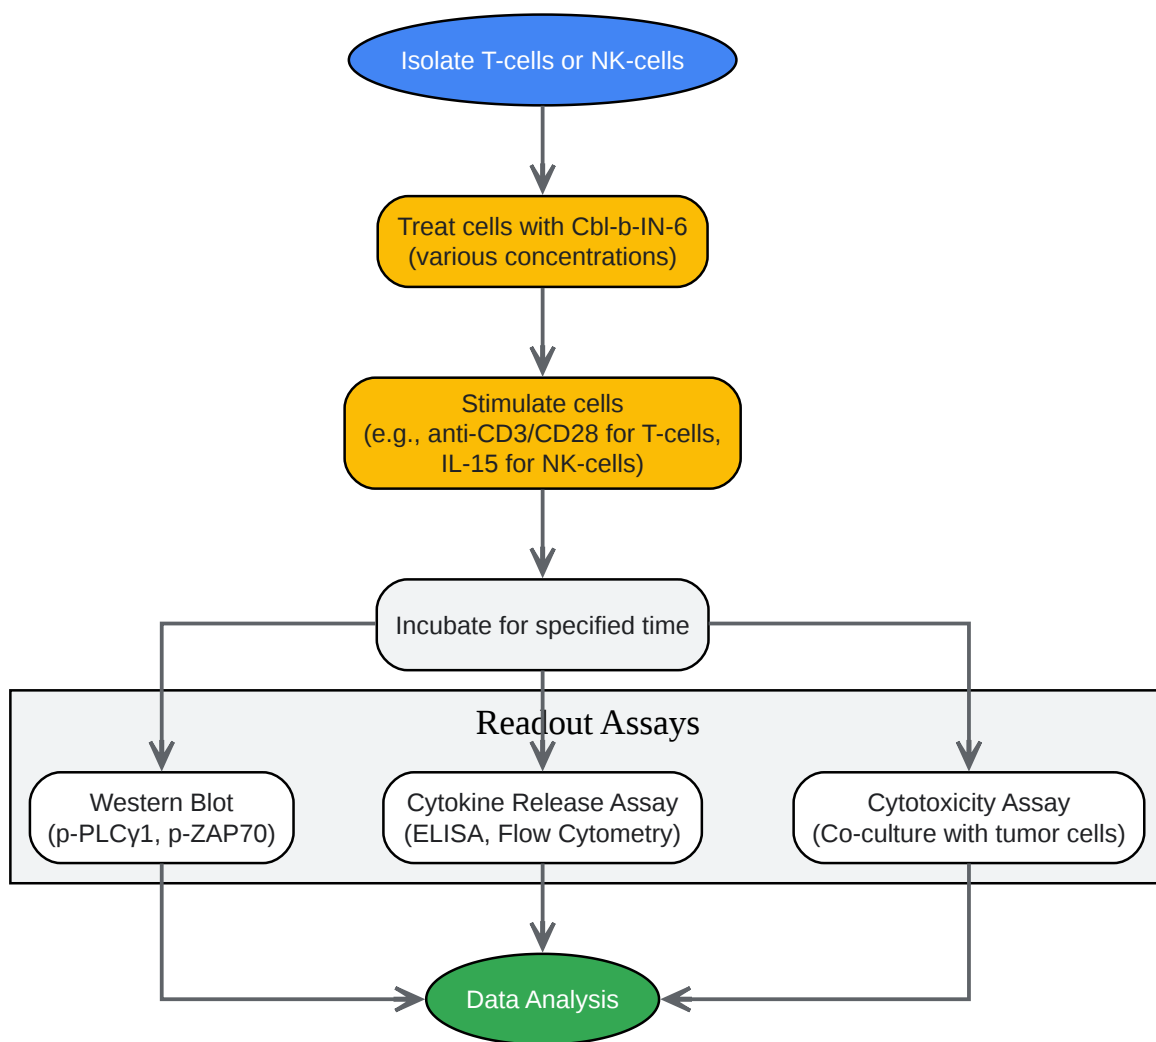 Isolate T-cells or NK-cells
Treat cells with Cbl-b-IN-6
(various concentrations)
Stimulate cells
(e.g., anti-CD3/CD28 for T-cells,
IL-15 for NK-cells)
Incubate for specified time
Readout Assays
Western Blot
(p-PLCγ1, p-ZAP70)
Cytokine Release Assay
(ELISA, Flow Cytometry)
Cytotoxicity Assay
(Co-culture with tumor cells)
Data Analysis